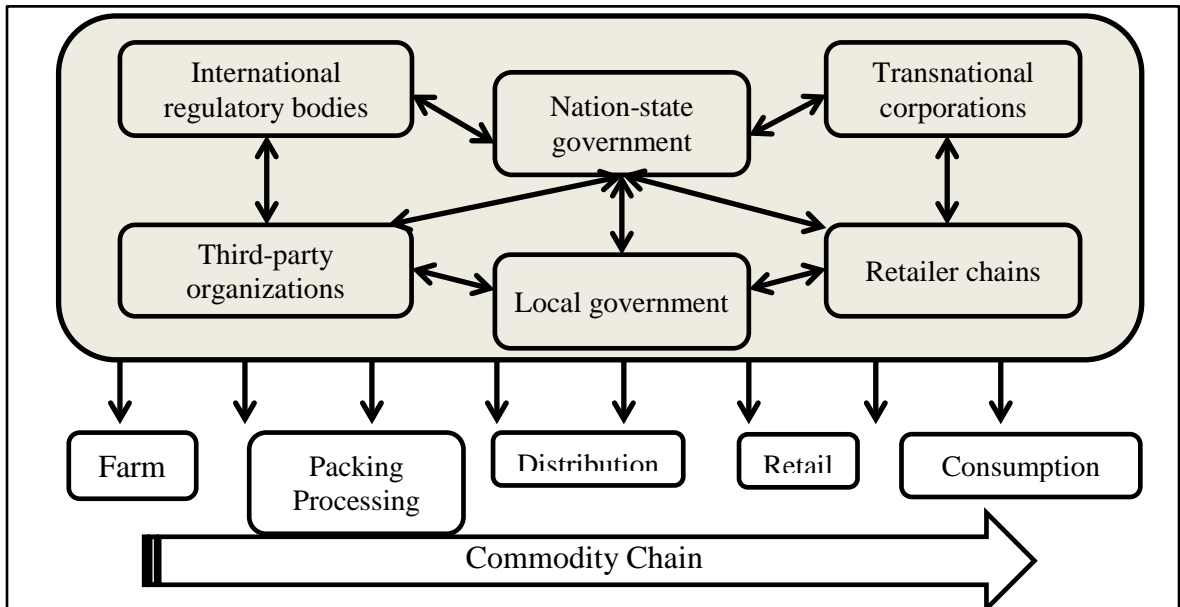 International
regulatory bodies
Nation-state
government
Transnational
corporations
Third-party
organizations
Local government
Retailer chains
Farm
Packing
Processing
Distribution
Retail
Consumption
Commodity Chain